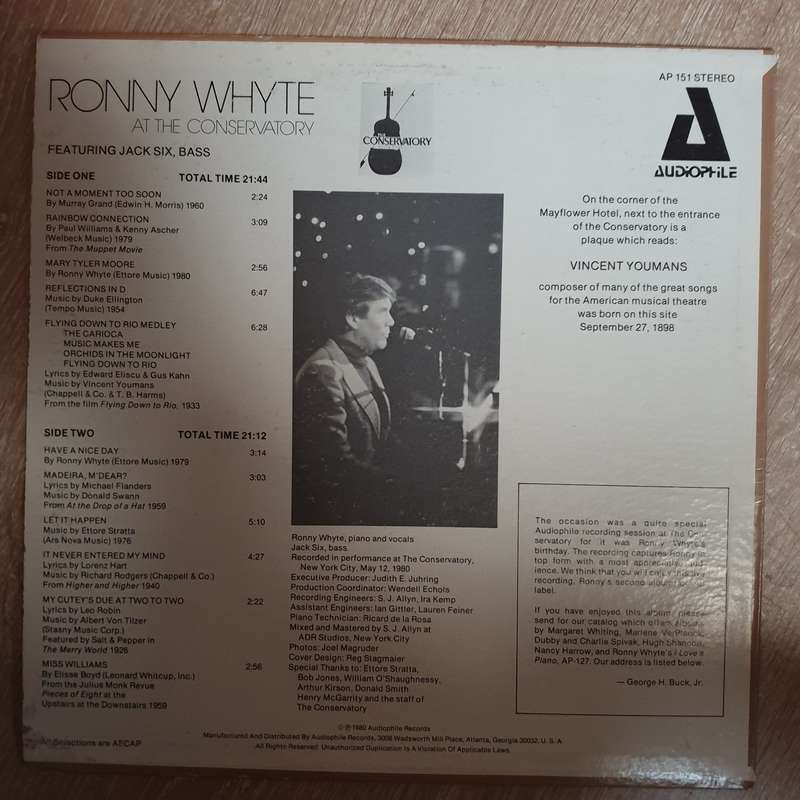 RONNY WHYTE
AT THE CONSERVATORY
FEATURING JACK SIX, BASS
THE
CONSERVATORY
AP 151 STEREO
AUDIOPHILE
SIDE ONE TOTAL TIME 21:44
NOT A MOMENT TOO SOON 2:24
By Murray Grand (Edwin H. Morris) 1960
RAINBOW CONNECTION 3:09
By Paul Williams & Kenny Ascher
(Welbeck Music) 1979
From The Muppet Movie
MARY TYLER MOORE 2:56
By Ronny Whyte (Ettore Music) 1980
REFLECTIONS IN D 6:47
Music by Duke Ellington
(Tempo Music) 1954
FLYING DOWN TO RIO MEDLEY 6:28
THE CARIOCA
MUSIC MAKES ME
ORCHIDS IN THE MOONLIGHT
FLYING DOWN TO RIO
Lyrics by Edward Eliscu & Gus Kahn
Music by Vincent Youmans
(Chappell & Co. & T. B. Harms)
From the film Flying Down to Rio, 1933
SIDE TWO TOTAL TIME 21:12
HAVE A NICE DAY 3:14
By Ronny Whyte (Ettore Music) 1979
MADEIRA, M'DEAR? 3:03
Lyrics by Michael Flanders
Music by Donald Swann
From At the Drop of a Hat 1959
LET IT HAPPEN 5:10
Music by Ettore Stratta
(Ars Nova Music) 1976
IT NEVER ENTERED MY MIND 4:27
Lyrics by Lorenz Hart
Music by Richard Rodgers (Chappell & Co.)
From Higher and Higher 1940
MY CUTEY'S DUE AT TWO TO TWO 2:22
Lyrics by Leo Robin
Music by Albert Von Tilzer
(Stasny Music Corp.)
Featured by Salt & Pepper in
The Merry World 1926
MISS WILLIAMS 2:56
By Elisse Boyd (Leonard Whitcup, Inc.)
From the Julius Monk Revue
Pieces of Eight at the
Upstairs at the Downstairs 1959
All selections are AECAP
Ronny Whyte, piano and vocals
Jack Six, bass
Recorded in performance at The Conservatory,
New York City, May 12, 1980
Executive Producer: Judith E. Juhring
Production Coordinator: Wendell Echols
Recording Engineers: S. J. Allyn, Ira Kemp
Assistant Engineers: Ian Gittler, Lauren Feiner
Piano Technician: Ricard de la Rosa
Mixed and Mastered by S. J. Allyn at
ADR Studios, New York City
Photos: Joel Magruder
Cover Design: Reg Stagmaier
Special Thanks to: Ettore Stratta,
Bob Jones, William O'Shaughnessy,
Arthur Kirson, Donald Smith
Henry McGarrity and the staff of
The Conservatory
On the corner of the
Mayflower Hotel, next to the entrance
of the Conservatory is a
plaque which reads:
VINCENT YOUMANS
composer of many of the great songs
for the American musical theatre
was born on this site
September 27, 1898
The occasion was a quite special
Audiophile recording session at The Con-
servatory for it was Ronny Whyte's
birthday. The recording captures Ronny in
top form with a most appreciative audi-
ence. We think that you will enjoy this
recording, Ronny's second album
label.
If you have enjoyed this album, please
send for our catalog which offers albums
by Margaret Whiting, Marlene VerPlanck,
Dubby and Charlie Spivak, Hugh Shannon,
Nancy Harrow, and Ronny Whyte's I Love a
Piano, AP-127. Our address is listed below.
— George H. Buck, Jr.
© ℗ 1980 Audiophile Records
Manufactured And Distributed By Audiophile Records, 3008 Wadsworth Mill Place, Atlanta, Georgia 30032, U. S. A.
All Rights Reserved. Unauthorized Duplication Is A Violation Of Applicable Laws.